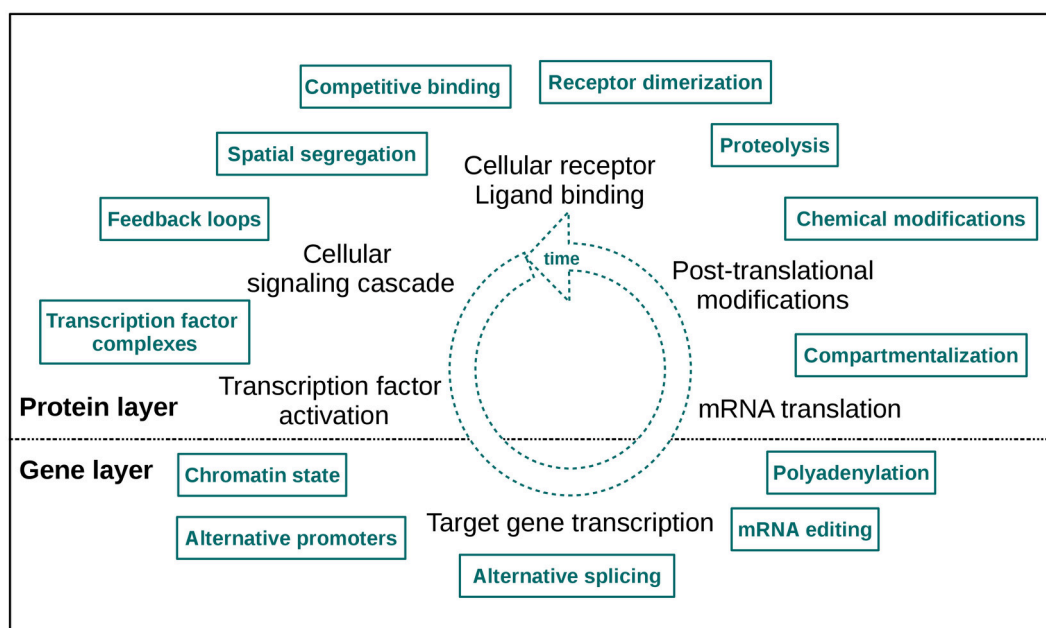 Competitive binding
Receptor dimerization
Spatial segregation
Proteolysis
Cellular receptor
Ligand binding
Feedback loops
Chemical modifications
Cellular
signaling cascade
time
Post-translational
modifications
Transcription factor
complexes
Compartmentalization
Transcription factor
activation
Protein layer
mRNA translation
Gene layer
Chromatin state
Polyadenylation
Alternative promoters
Target gene transcription
mRNA editing
Alternative splicing